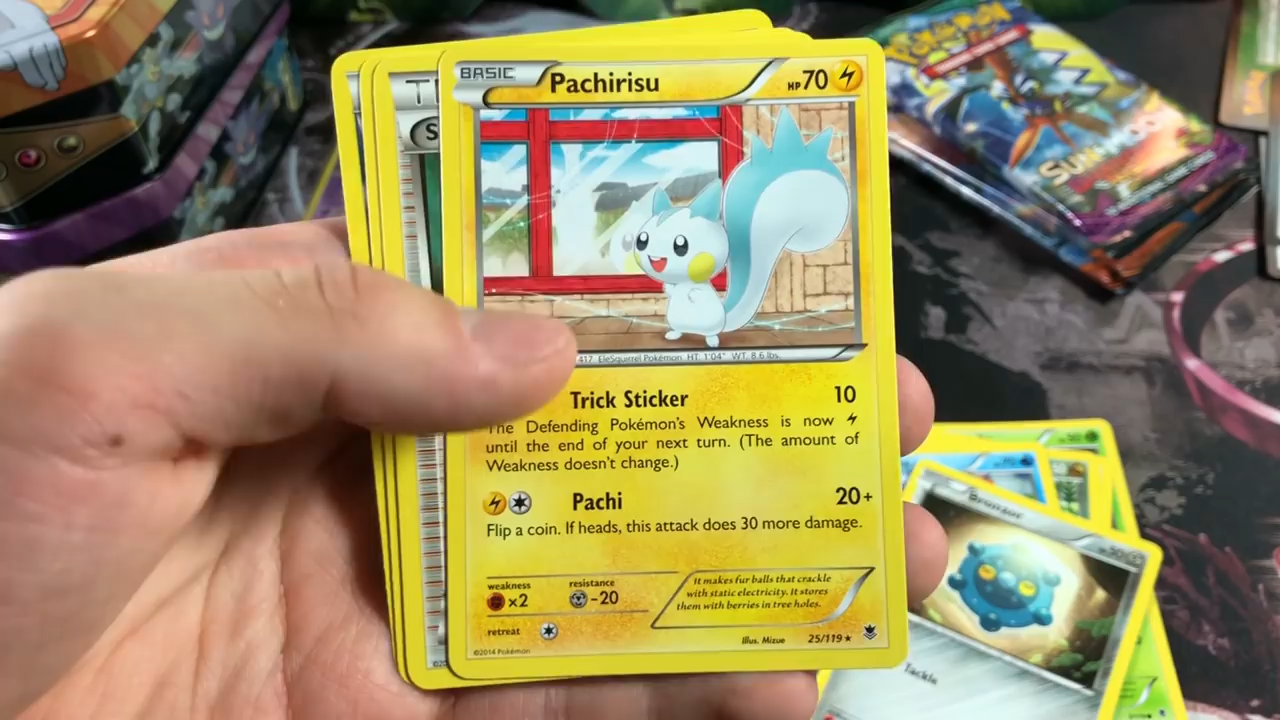 BASIC
Pachirisu
HP70
417 EleSquirrel Pokémon HT. 1'04" WT. 8.6 lbs.
Trick Sticker 10
The Defending Pokémon's Weakness is now
until the end of your next turn. (The amount of
Weakness doesn't change.)
Pachi 20+
Flip a coin. If heads, this attack does 30 more damage.
weakness
×2
resistance
-20
retreat
It makes fur balls that crackle
with static electricity. It stores
them with berries in tree holes.
Illus. Mizue
25/119
©2014 Pokémon
T
S
POKÉMON
SUN & MOON
Bronzor
Tackle